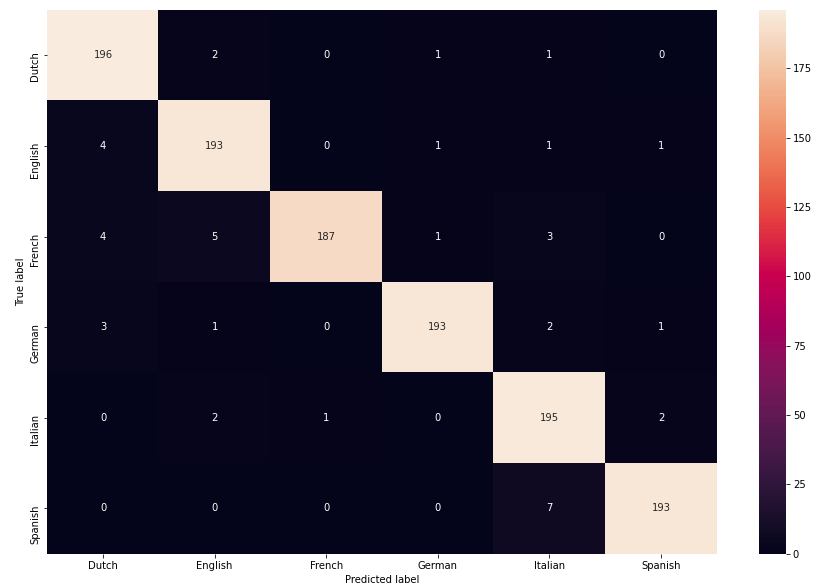 Dutch 196 2 0 1 1 0
English 4 193 0 1 1 1
French 4 5 187 1 3 0
German 3 1 0 193 2 1
Italian 0 2 1 0 195 2
Spanish 0 0 0 0 7 193
Dutch English French German Italian Spanish
Predicted label
True label
175
150
125
100
75
50
25
0